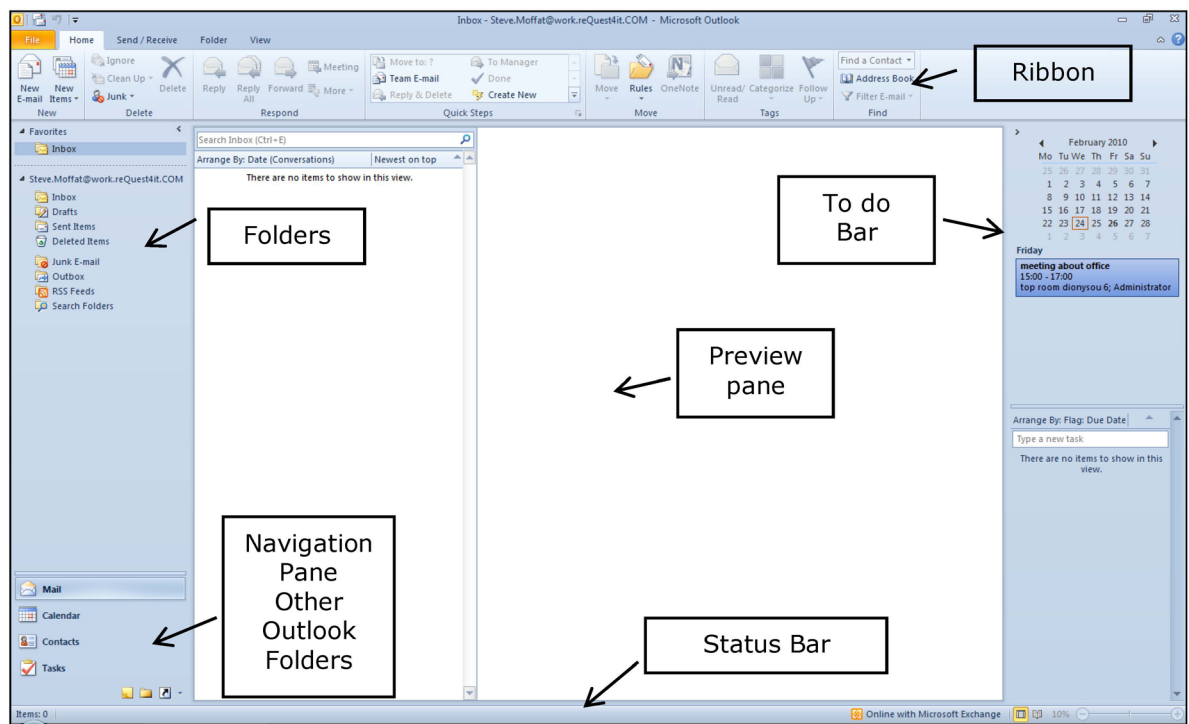 Inbox - Steve.Moffat@work.reQuest4it.COM - Microsoft Outlook
File Home Send / Receive Folder View
New E-mail
New Items
New
Ignore
Clean Up
Junk
Delete
Delete
Reply
Reply All
Forward
Meeting
More
Respond
Move to: ?
Team E-mail
Reply & Delete
To Manager
Done
Create New
Quick Steps
Move
Rules
OneNote
Move
Unread/ Read
Categorize
Follow Up
Tags
Find a Contact
Address Book
Filter E-mail
Find
Ribbon
Favorites
Inbox
Steve.Moffat@work.reQuest4it.COM
Inbox
Drafts
Sent Items
Deleted Items
Junk E-mail
Outbox
RSS Feeds
Search Folders
Folders
Search Inbox (Ctrl+E)
Arrange By: Date (Conversations) Newest on top
There are no items to show in this view.
To do
Bar
Preview
pane
February 2010
Mo Tu We Th Fr Sa Su
25 26 27 28 29 30 31
1 2 3 4 5 6 7
8 9 10 11 12 13 14
15 16 17 18 19 20 21
22 23 24 25 26 27 28
1 2 3 4 5 6 7
Friday
meeting about office
15:00 - 17:00
top room dionysou 6; Administrator
Arrange By: Flag: Due Date
Type a new task
There are no items to show in this
view.
Mail
Calendar
Contacts
Tasks
Navigation
Pane
Other
Outlook
Folders
Status Bar
Items: 0
Online with Microsoft Exchange
10%